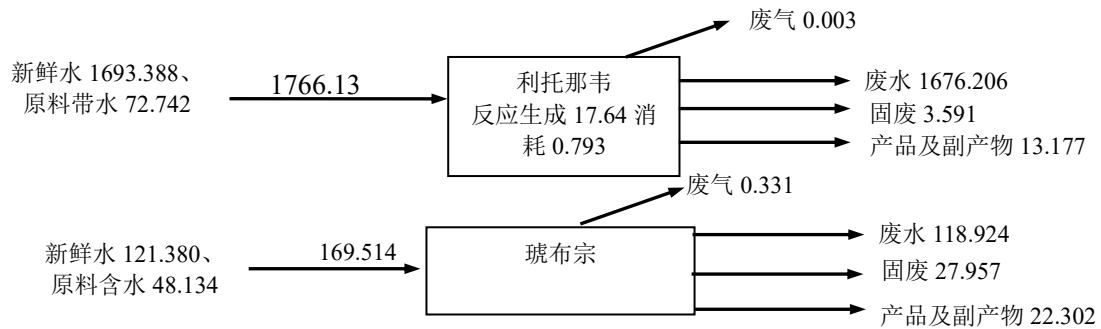 废气 0.003
新鲜水 1693.388、
原料带水 72.742
1766.13
利托那韦
反应生成 17.64 消
耗 0.793
废水 1676.206
固废 3.591
产品及副产物 13.177
废气 0.331
新鲜水 121.380、
原料含水 48.134
169.514
琥布宗
废水 118.924
固废 27.957
产品及副产物 22.302